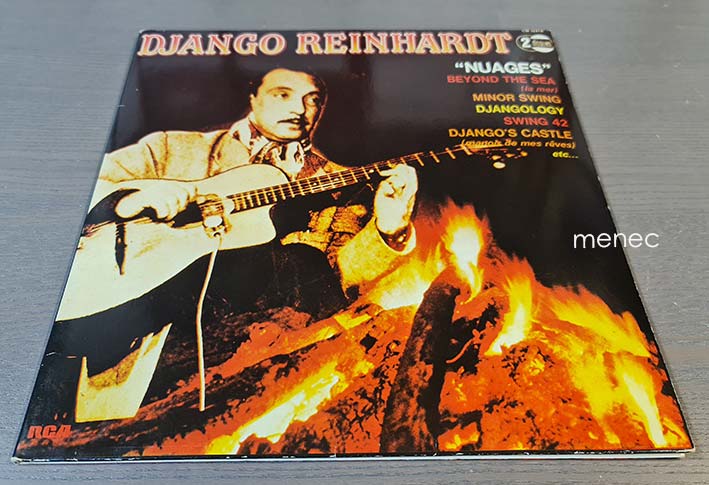 DJANGO REINHARDT
2
"NUAGES"
BEYOND THE SEA
(la mer)
MINOR SWING
DJANGOLOGY
SWING 42
DJANGO'S CASTLE
(manoir de mes rêves)
etc...
menec
RCA